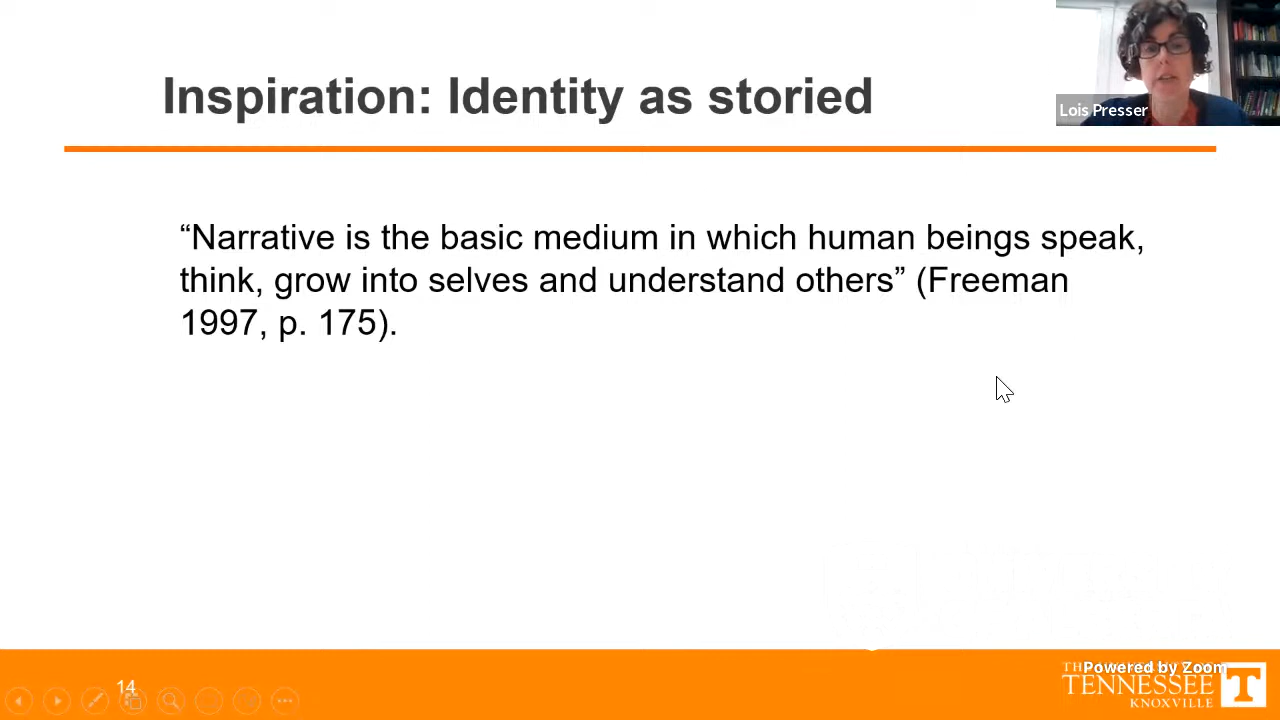 Inspiration: Identity as storied
Lois Presser
“Narrative is the basic medium in which human beings speak,
think, grow into selves and understand others” (Freeman
1997, p. 175).
14
Powered by Zoom
TENNESSEE
KNOXVILLE
T